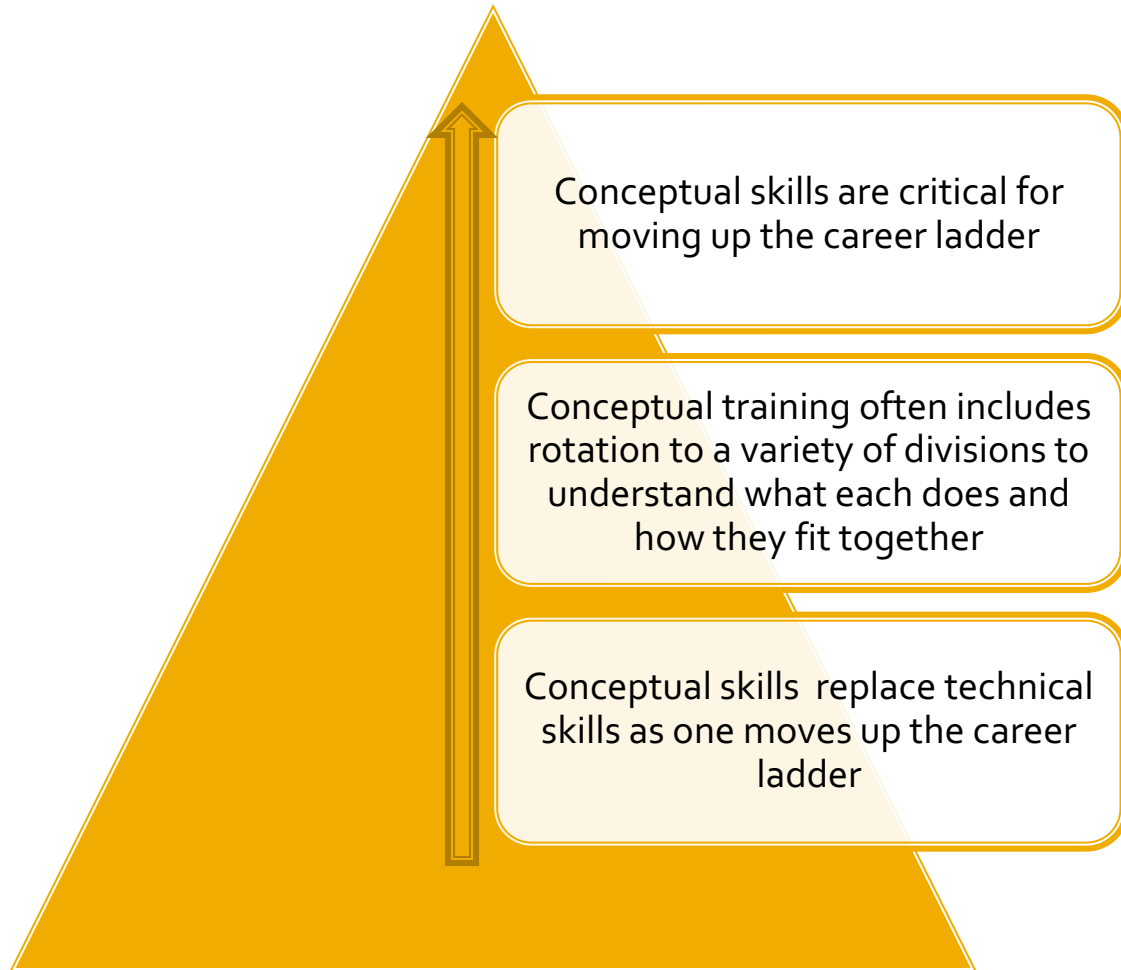 Conceptual skills are critical for
moving up the career ladder
Conceptual training often includes
rotation to a variety of divisions to
understand what each does and
how they fit together
Conceptual skills  replace technical
skills as one moves up the career
ladder